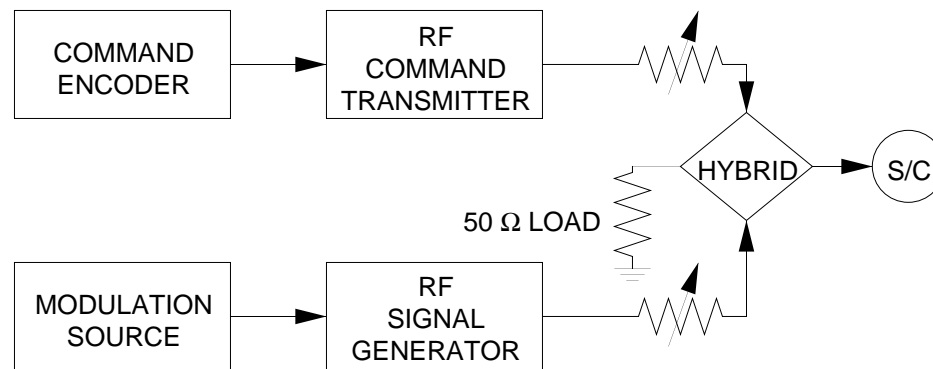 COMMAND
ENCODER
RF
COMMAND
TRANSMITTER
HYBRID
S/C
50 Ω LOAD
MODULATION
SOURCE
RF
SIGNAL
GENERATOR